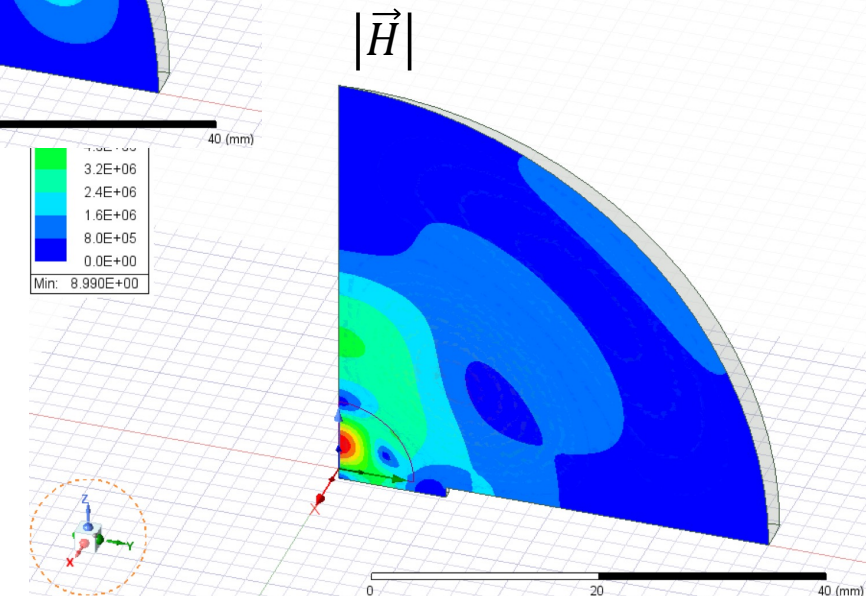 |H⃗|
40 (mm)
3.2E+06
2.4E+06
1.6E+06
8.0E+05
0.0E+00
Min: 8.990E+00
X
Z
Y
X
0 20 40 (mm)